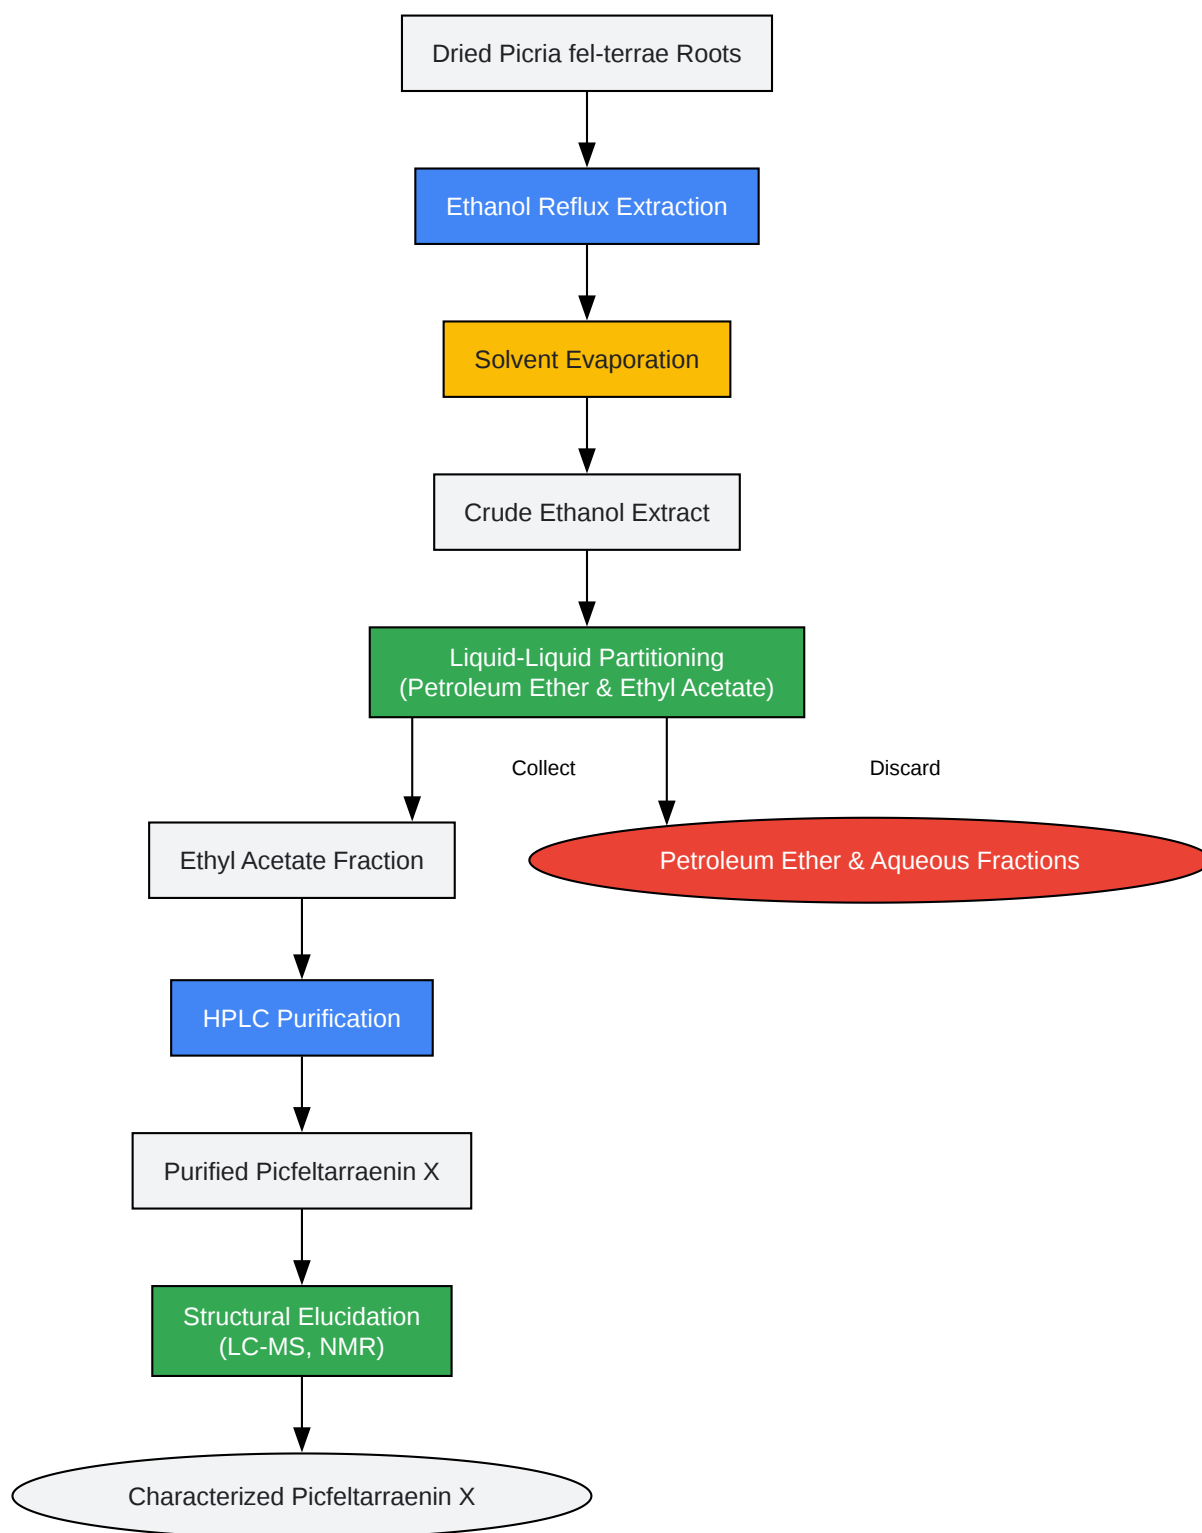 Dried Picria fel-terrae Roots
Ethanol Reflux Extraction
Solvent Evaporation
Crude Ethanol Extract
Liquid-Liquid Partitioning
(Petroleum Ether & Ethyl Acetate)
Collect
Discard
Ethyl Acetate Fraction
Petroleum Ether & Aqueous Fractions
HPLC Purification
Purified Picfeltarraenin X
Structural Elucidation
(LC-MS, NMR)
Characterized Picfeltarraenin X